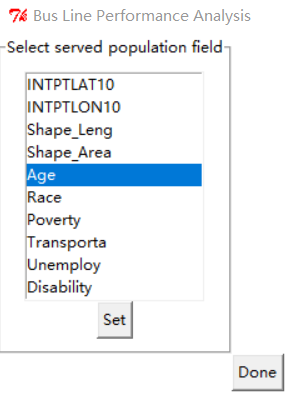 Bus Line Performance Analysis
Select served population field
INTPTLAT10
INTPTLON10
Shape_Leng
Shape_Area
Age
Race
Poverty
Transporta
Unemploy
Disability
Set
Done